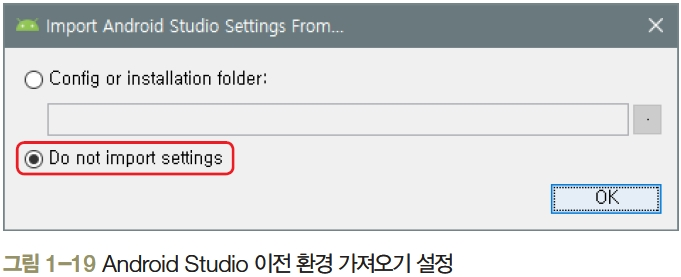 Import Android Studio Settings From...
Config or installation folder:
.
Do not import settings
OK
그림 1-19 Android Studio 이전 환경 가져오기 설정